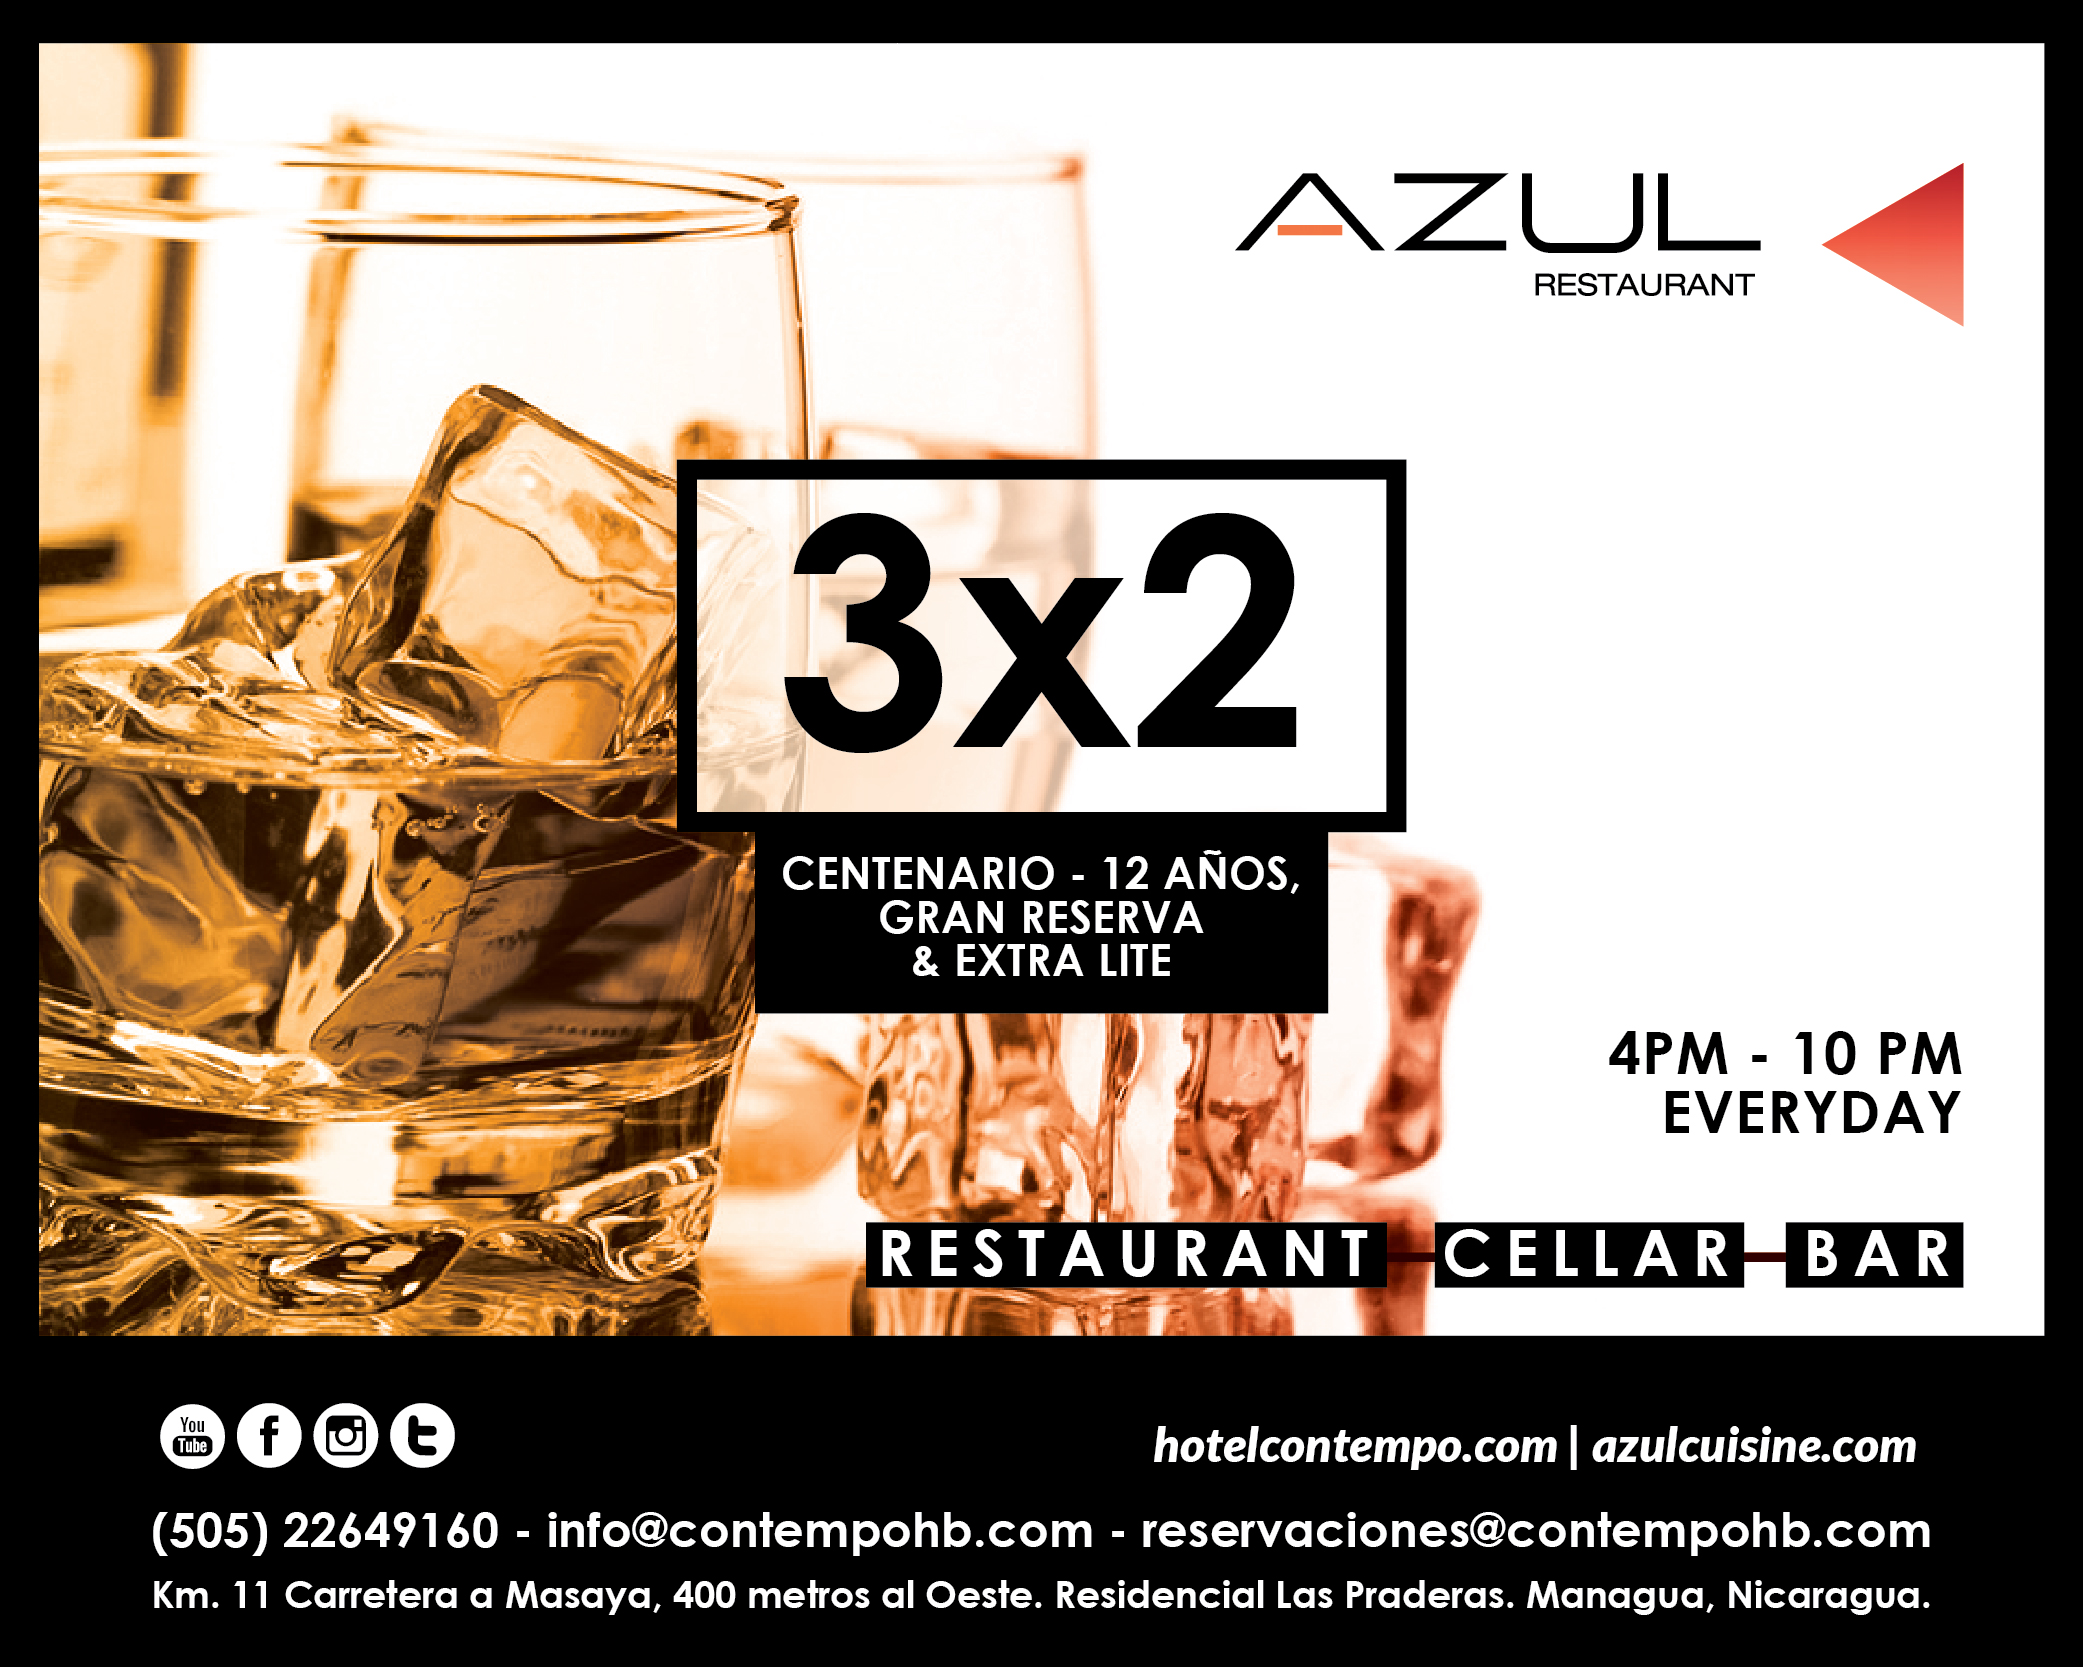 AZUL
RESTAURANT
3x2
CENTENARIO - 12 AÑOS,
GRAN RESERVA
& EXTRA LITE
4PM - 10 PM
EVERYDAY
RESTAURANT CELLAR BAR
You
Tube
hotelcontempo.com | azulcuisine.com
(505) 22649160 - info@contempohb.com - reservaciones@contempohb.com
Km. 11 Carretera a Masaya, 400 metros al Oeste. Residencial Las Praderas. Managua, Nicaragua.